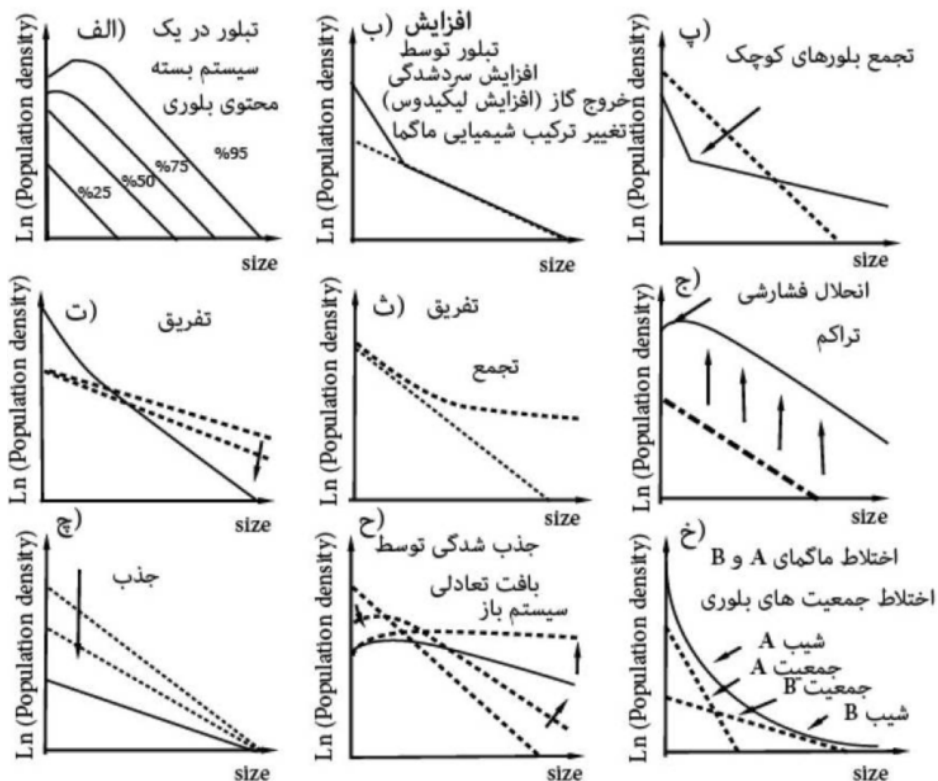 Ln (Population density)
الف)
تبلور در یک
سیستم بسته
محتوی بلوری
%25
%50
%75
%95
size
Ln (Population density)
ب)
افزایش
تبلور توسط
افزایش سردشدگی
خروج گاز (افزایش لیکیدوس)
تغییر ترکیب شیمیایی ماگما
size
Ln (Population density)
پ)
تجمع بلورهای کوچک
size
Ln (Population density)
ت)
تفریق
size
Ln (Population density)
ث)
تفریق
تجمع
size
Ln (Population density)
ج)
انحلال فشارشی
تراکم
size
Ln (Population density)
چ)
جذب
size
Ln (Population density)
ح)
جذب شدگی توسط
بافت تعادلی
سیستم باز
size
Ln (Population density)
خ)
اختلاط ماگمای A و B
اختلاط جمعیت های بلوری
شیب A
جمعیت A
جمعیت B
شیب B
size